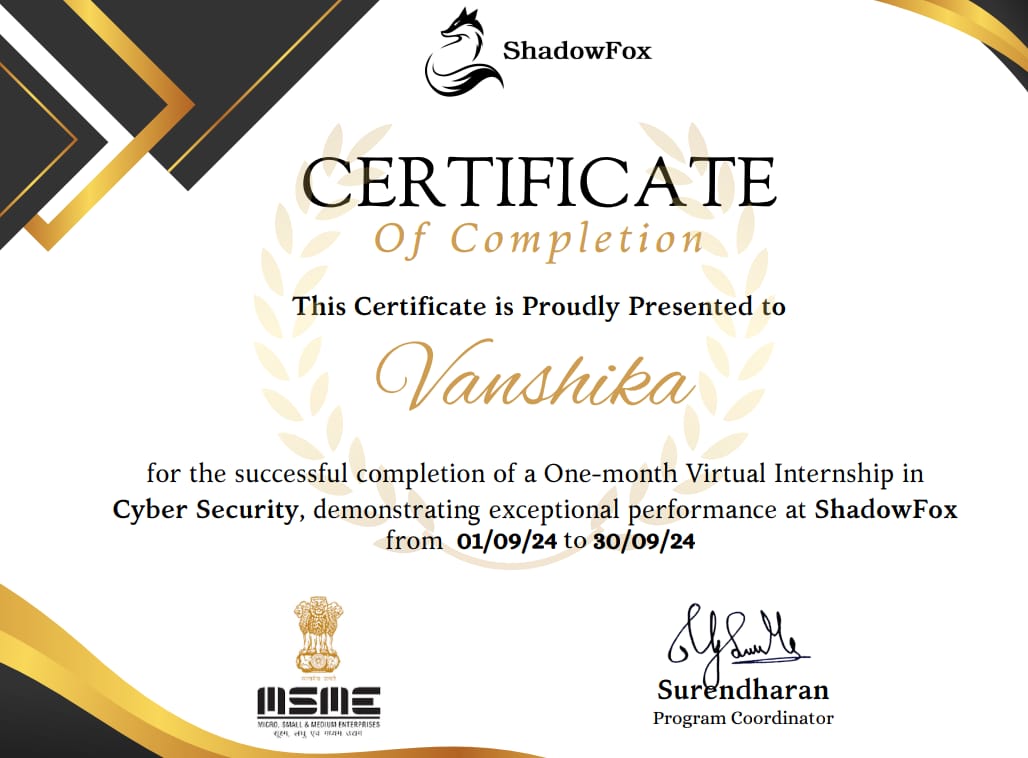 ShadowFox
CERTIFICATE
Of Completion
This Certificate is Proudly Presented to
Vanshika
for the successful completion of a One-month Virtual Internship in
Cyber Security, demonstrating exceptional performance at ShadowFox
from 01/09/24 to 30/09/24
सत्यमेव जयते
MSME
MICRO, SMALL & MEDIUM ENTERPRISES
सूक्ष्म, लघु एवं मध्यम उद्यम
Surendharan
Program Coordinator